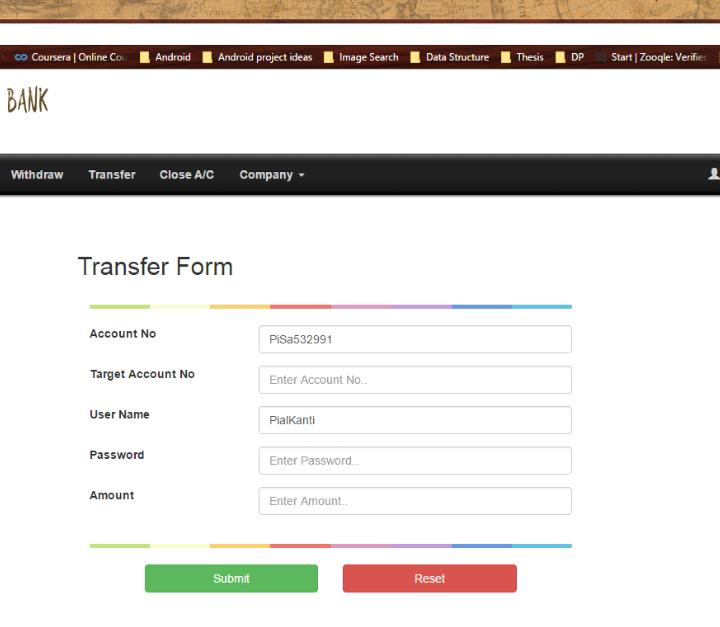 Coursera | Online Cou Android Android project ideas Image Search Data Structure Thesis DP Start | Zooqle: Verified
BANK
Withdraw Transfer Close A/C Company
Transfer Form
Account No PiSa532991
Target Account No Enter Account No..
User Name PialKanti
Password Enter Password..
Amount Enter Amount..
Submit Reset